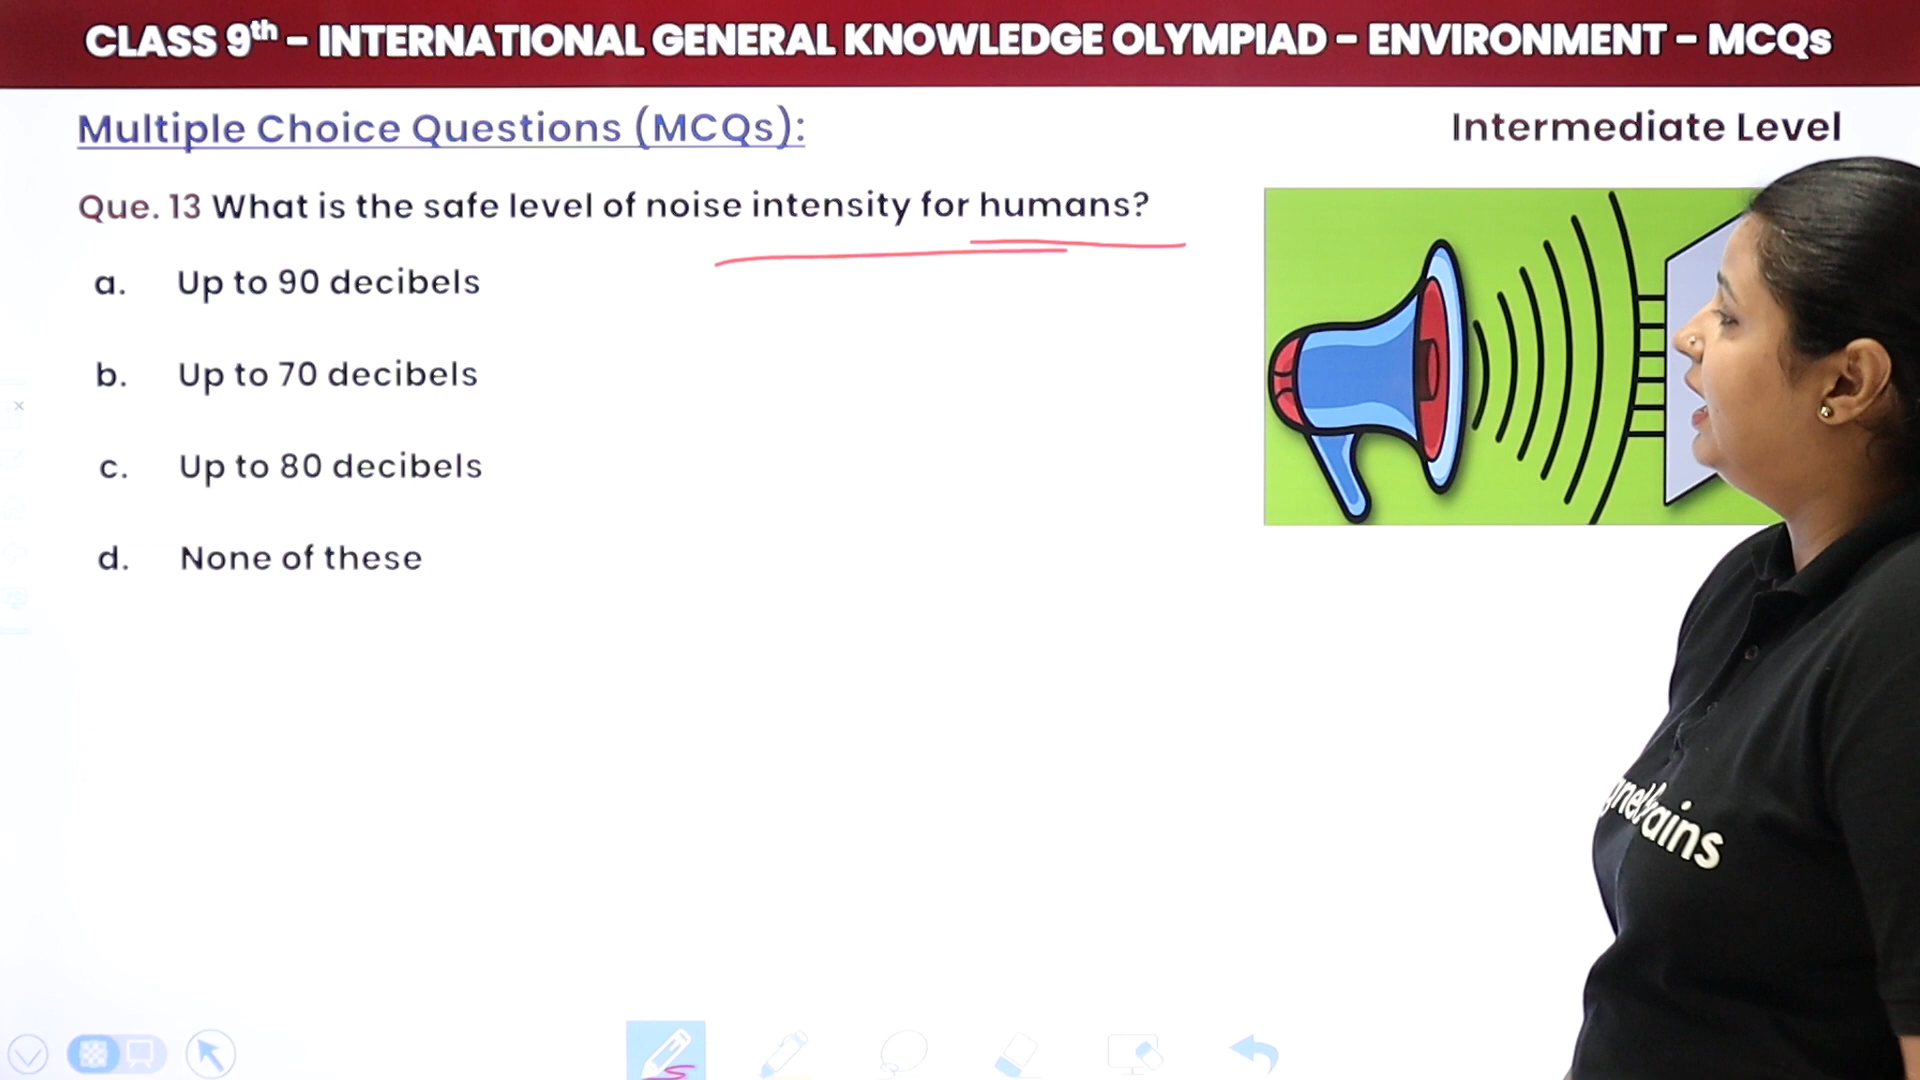 CLASS 9th - INTERNATIONAL GENERAL KNOWLEDGE OLYMPIAD - ENVIRONMENT - MCQs
Multiple Choice Questions (MCQs):
Intermediate Level
Que. 13 What is the safe level of noise intensity for humans?
a. Up to 90 decibels
b. Up to 70 decibels
c. Up to 80 decibels
d. None of these